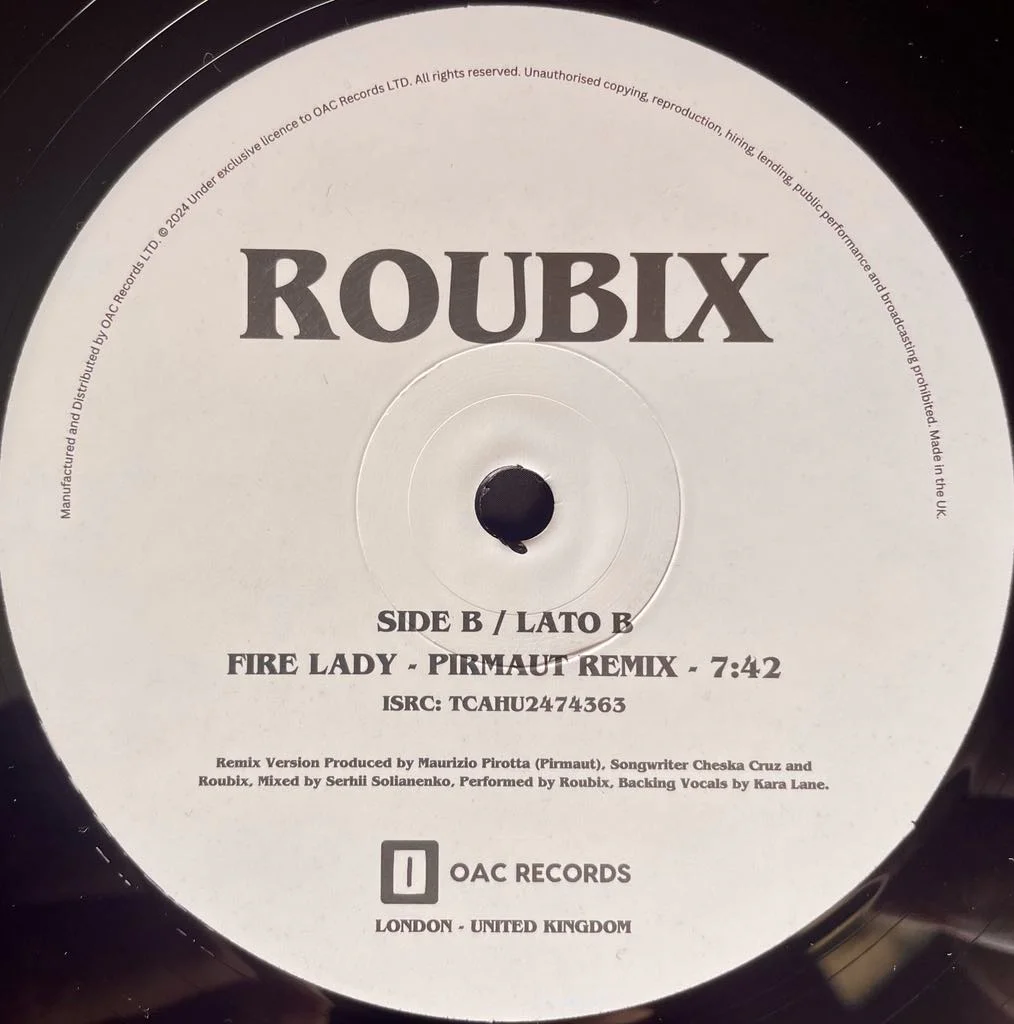 Manufactured and Distributed by OAC Records LTD. © 2024 Under exclusive licence to OAC Records LTD. All rights reserved. Unauthorised copying, reproduction, hiring, lending, public performance and broadcasting prohibited. Made in the UK.
ROUBIX
SIDE B / LATO B
FIRE LADY - PIRMAUT REMIX - 7:42
ISRC: TCAHU2474363
Remix Version Produced by Maurizio Pirotta (Pirmaut), Songwriter Cheska Cruz and
Roubix, Mixed by Serhii Solianenko, Performed by Roubix, Backing Vocals by Kara Lane.
OAC RECORDS
LONDON - UNITED KINGDOM